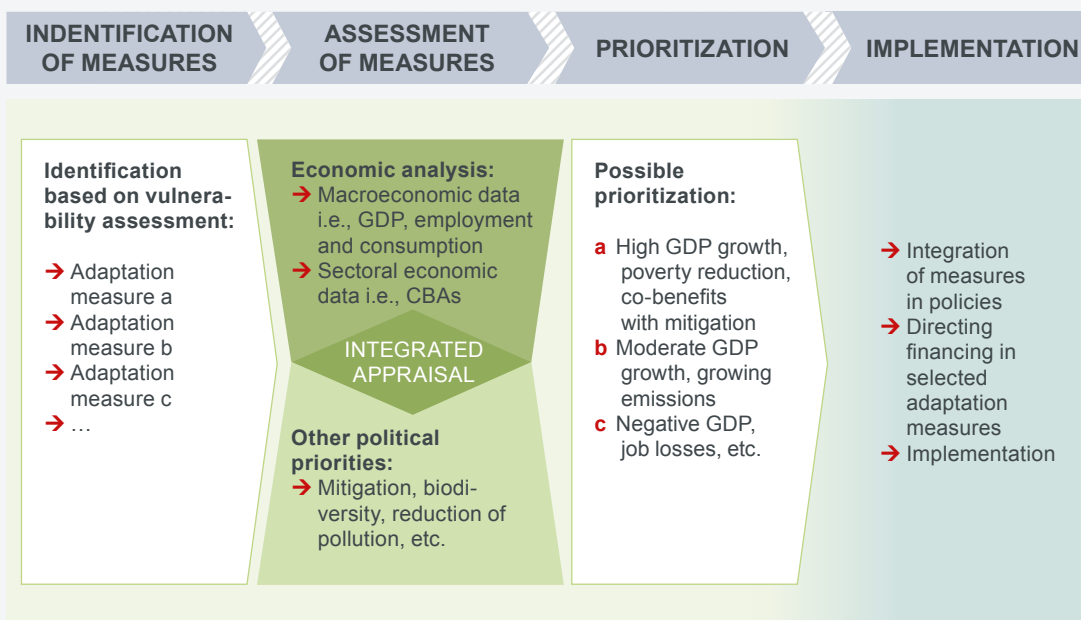 INDENTIFICATION
OF MEASURES
ASSESSMENT
OF MEASURES
PRIORITIZATION
IMPLEMENTATION
Identification
based on vulnera-
bility assessment:
➔ Adaptation
measure a
➔ Adaptation
measure b
➔ Adaptation
measure c
➔ …
Economic analysis:
➔ Macroeconomic data
i.e., GDP, employment
and consumption
➔ Sectoral economic
data i.e., CBAs
INTEGRATED
APPRAISAL
Other political
priorities:
➔ Mitigation, biodi-
versity, reduction of
pollution, etc.
Possible
prioritization:
a High GDP growth,
poverty reduction,
co-benefits
with mitigation
b Moderate GDP
growth, growing
emissions
c Negative GDP,
job losses, etc.
➔ Integration
of measures
in policies
➔ Directing
financing in
selected
adaptation
measures
➔ Implementation